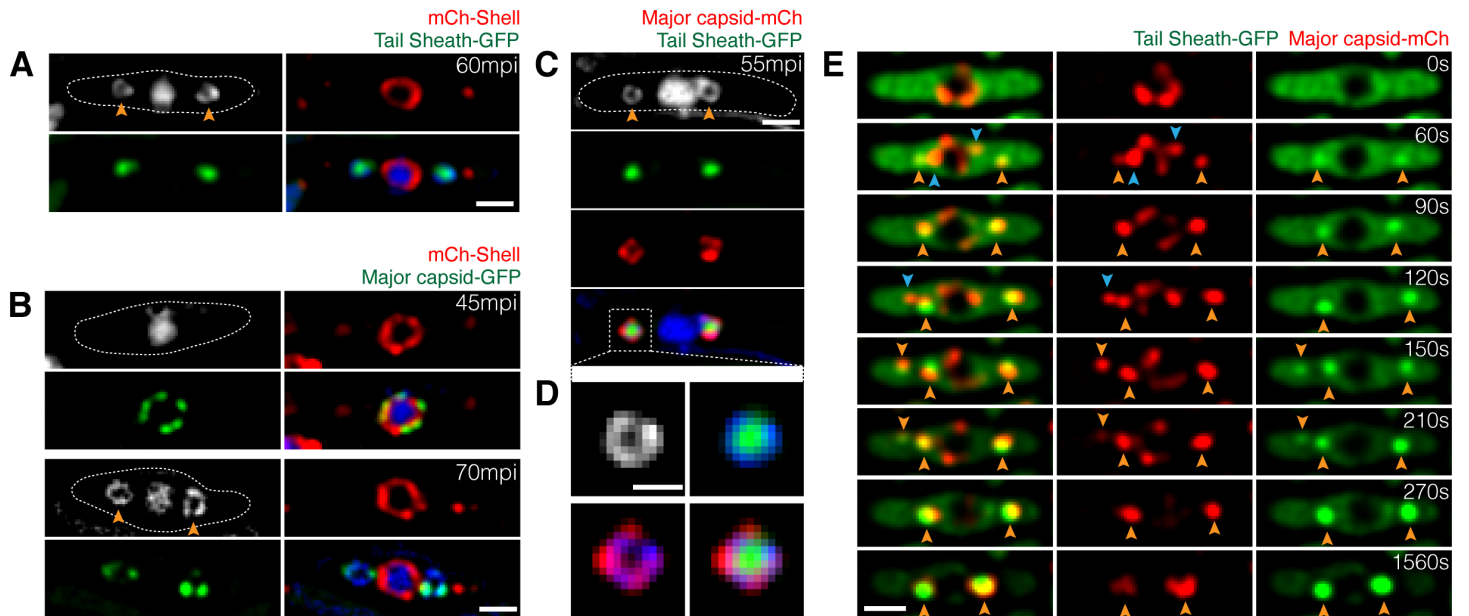 mCh-Shell
Tail Sheath-GFP
A
60mpi
mCh-Shell
Major capsid-GFP
B
45mpi
70mpi
Major capsid-mCh
Tail Sheath-GFP
C
55mpi
D
Tail Sheath-GFP Major capsid-mCh
E
0s
60s
90s
120s
150s
210s
270s
1560s